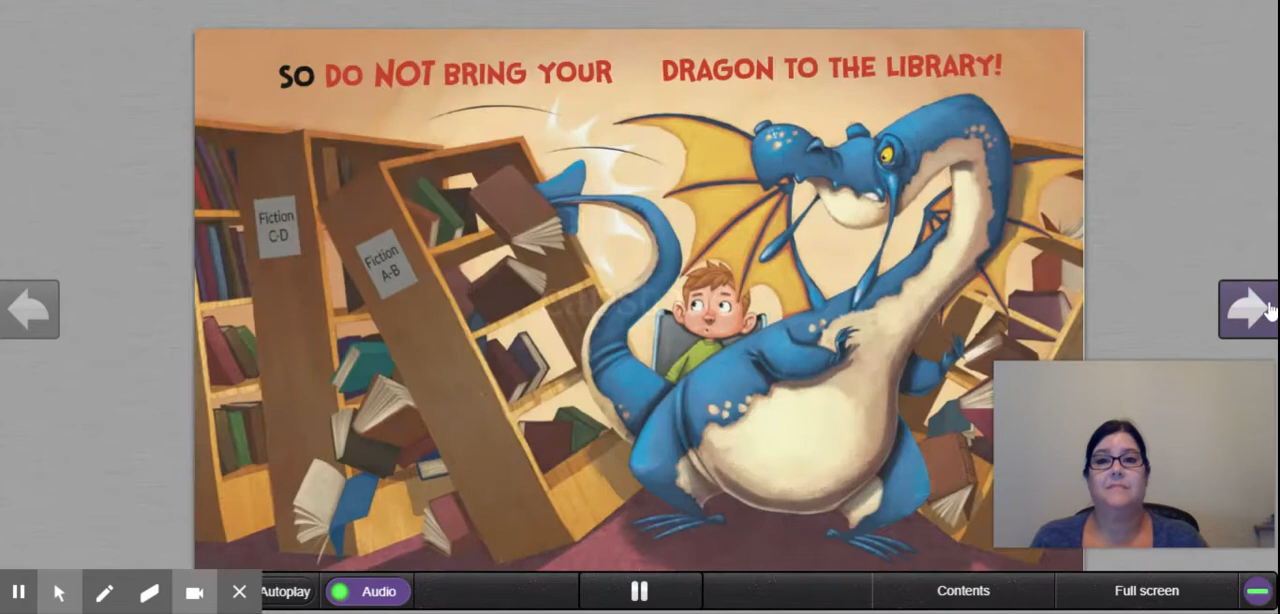 SO DO NOT BRING YOUR DRAGON TO THE LIBRARY!
Fiction
C-D
Fiction
A-B
Autoplay
Audio
Contents
Full screen